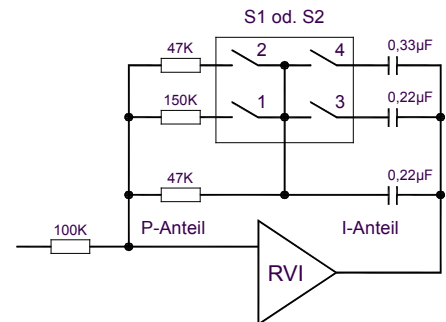 S1 od. S2
47K
2
4
0,33µF
150K
1
3
0,22µF
47K
0,22µF
100K
P-Anteil
I-Anteil
RVI